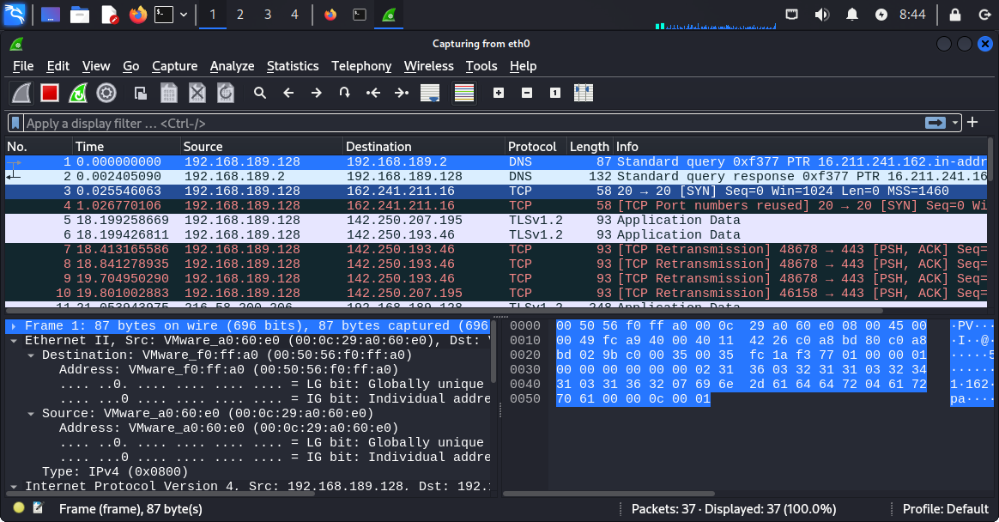 1 2 3 4 8:44
Capturing from eth0
File Edit View Go Capture Analyze Statistics Telephony Wireless Tools Help
Apply a display filter … <Ctrl-/>
No. Time Source Destination Protocol Length Info
1 0.000000000 192.168.189.128 192.168.189.2 DNS 87 Standard query 0xf377 PTR 16.211.241.162.in-addr
2 0.002405090 192.168.189.2 192.168.189.128 DNS 132 Standard query response 0xf377 PTR 16.211.241.16
3 0.025546063 192.168.189.128 162.241.211.16 TCP 58 20 → 20 [SYN] Seq=0 Win=1024 Len=0 MSS=1460
4 1.026770106 192.168.189.128 162.241.211.16 TCP 58 [TCP Port numbers reused] 20 → 20 [SYN] Seq=0 Wi
5 18.199258669 192.168.189.128 142.250.207.195 TLSv1.2 93 Application Data
6 18.199426811 192.168.189.128 142.250.193.46 TLSv1.2 93 Application Data
7 18.413165586 192.168.189.128 142.250.193.46 TCP 93 [TCP Retransmission] 48678 → 443 [PSH, ACK] Seq=
8 18.841278935 192.168.189.128 142.250.193.46 TCP 93 [TCP Retransmission] 48678 → 443 [PSH, ACK] Seq=
9 19.704950290 192.168.189.128 142.250.193.46 TCP 93 [TCP Retransmission] 48678 → 443 [PSH, ACK] Seq=
10 19.801002883 192.168.189.128 142.250.207.195 TCP 93 [TCP Retransmission] 46158 → 443 [PSH, ACK] Seq=
11 21.053943975 216.58.200.206 192.168.189.128 TLSv1.2 248 Application Data
Frame 1: 87 bytes on wire (696 bits), 87 bytes captured (696
Ethernet II, Src: VMware_a0:60:e0 (00:0c:29:a0:60:e0), Dst: V
Destination: VMware_f0:ff:a0 (00:50:56:f0:ff:a0)
Address: VMware_f0:ff:a0 (00:50:56:f0:ff:a0)
.... ..0. .... .... .... .... = LG bit: Globally unique
.... ...0 .... .... .... .... = IG bit: Individual addre
Source: VMware_a0:60:e0 (00:0c:29:a0:60:e0)
Address: VMware_a0:60:e0 (00:0c:29:a0:60:e0)
.... ..0. .... .... .... .... = LG bit: Globally unique
.... ...0 .... .... .... .... = IG bit: Individual addre
Type: IPv4 (0x0800)
Internet Protocol Version 4, Src: 192.168.189.128, Dst: 192.
0000 00 50 56 f0 ff a0 00 0c 29 a0 60 e0 08 00 45 00 ·PV···
0010 00 49 fc a9 40 00 40 11 42 26 c0 a8 bd 80 c0 a8 ·I··@·
0020 bd 02 9b c0 00 35 00 35 fc 1a f3 77 01 00 00 01 ·····5
0030 00 00 00 00 00 00 02 31 36 03 32 31 31 03 32 34 ······
0040 31 03 31 36 32 07 69 6e 2d 61 64 64 72 04 61 72 1·162·
0050 70 61 00 00 0c 00 01 pa····
Frame (frame), 87 byte(s) Packets: 37 · Displayed: 37 (100.0%) Profile: Default